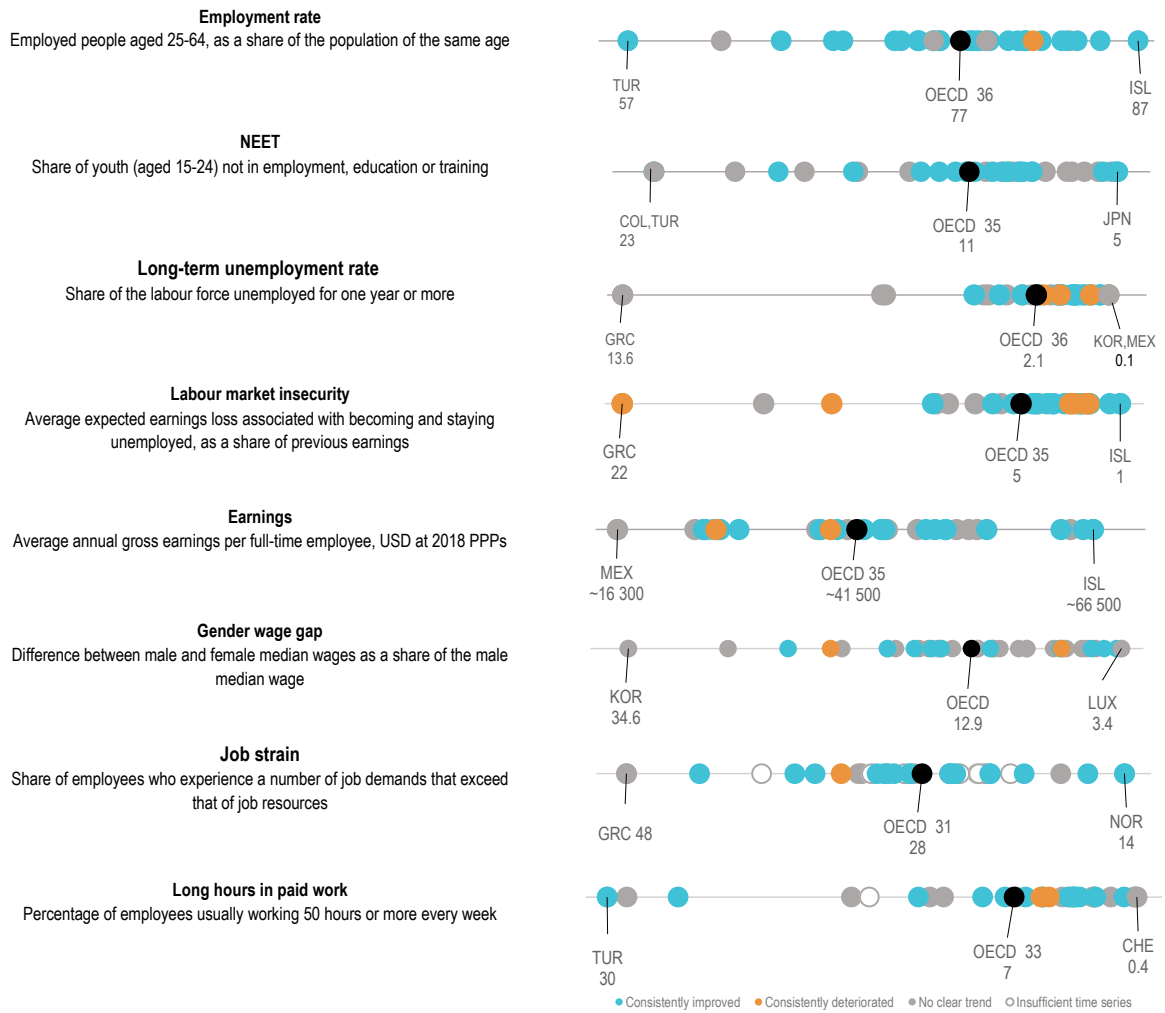 Employment rate
Employed people aged 25-64, as a share of the population of the same age
TUR
57
OECD 36
77
ISL
87
NEET
Share of youth (aged 15-24) not in employment, education or training
COL,TUR
23
OECD 35
11
JPN
5
Long-term unemployment rate
Share of the labour force unemployed for one year or more
GRC
13.6
OECD 36
2.1
KOR,MEX
0.1
Labour market insecurity
Average expected earnings loss associated with becoming and staying
unemployed, as a share of previous earnings
GRC
22
OECD 35
5
ISL
1
Earnings
Average annual gross earnings per full-time employee, USD at 2018 PPPs
MEX
~16 300
OECD 35
~41 500
ISL
~66 500
Gender wage gap
Difference between male and female median wages as a share of the male
median wage
KOR
34.6
OECD
12.9
LUX
3.4
Job strain
Share of employees who experience a number of job demands that exceed
that of job resources
GRC 48
OECD 31
28
NOR
14
Long hours in paid work
Percentage of employees usually working 50 hours or more every week
TUR
30
OECD 33
7
CHE
0.4
Consistently improved
Consistently deteriorated
No clear trend
Insufficient time series